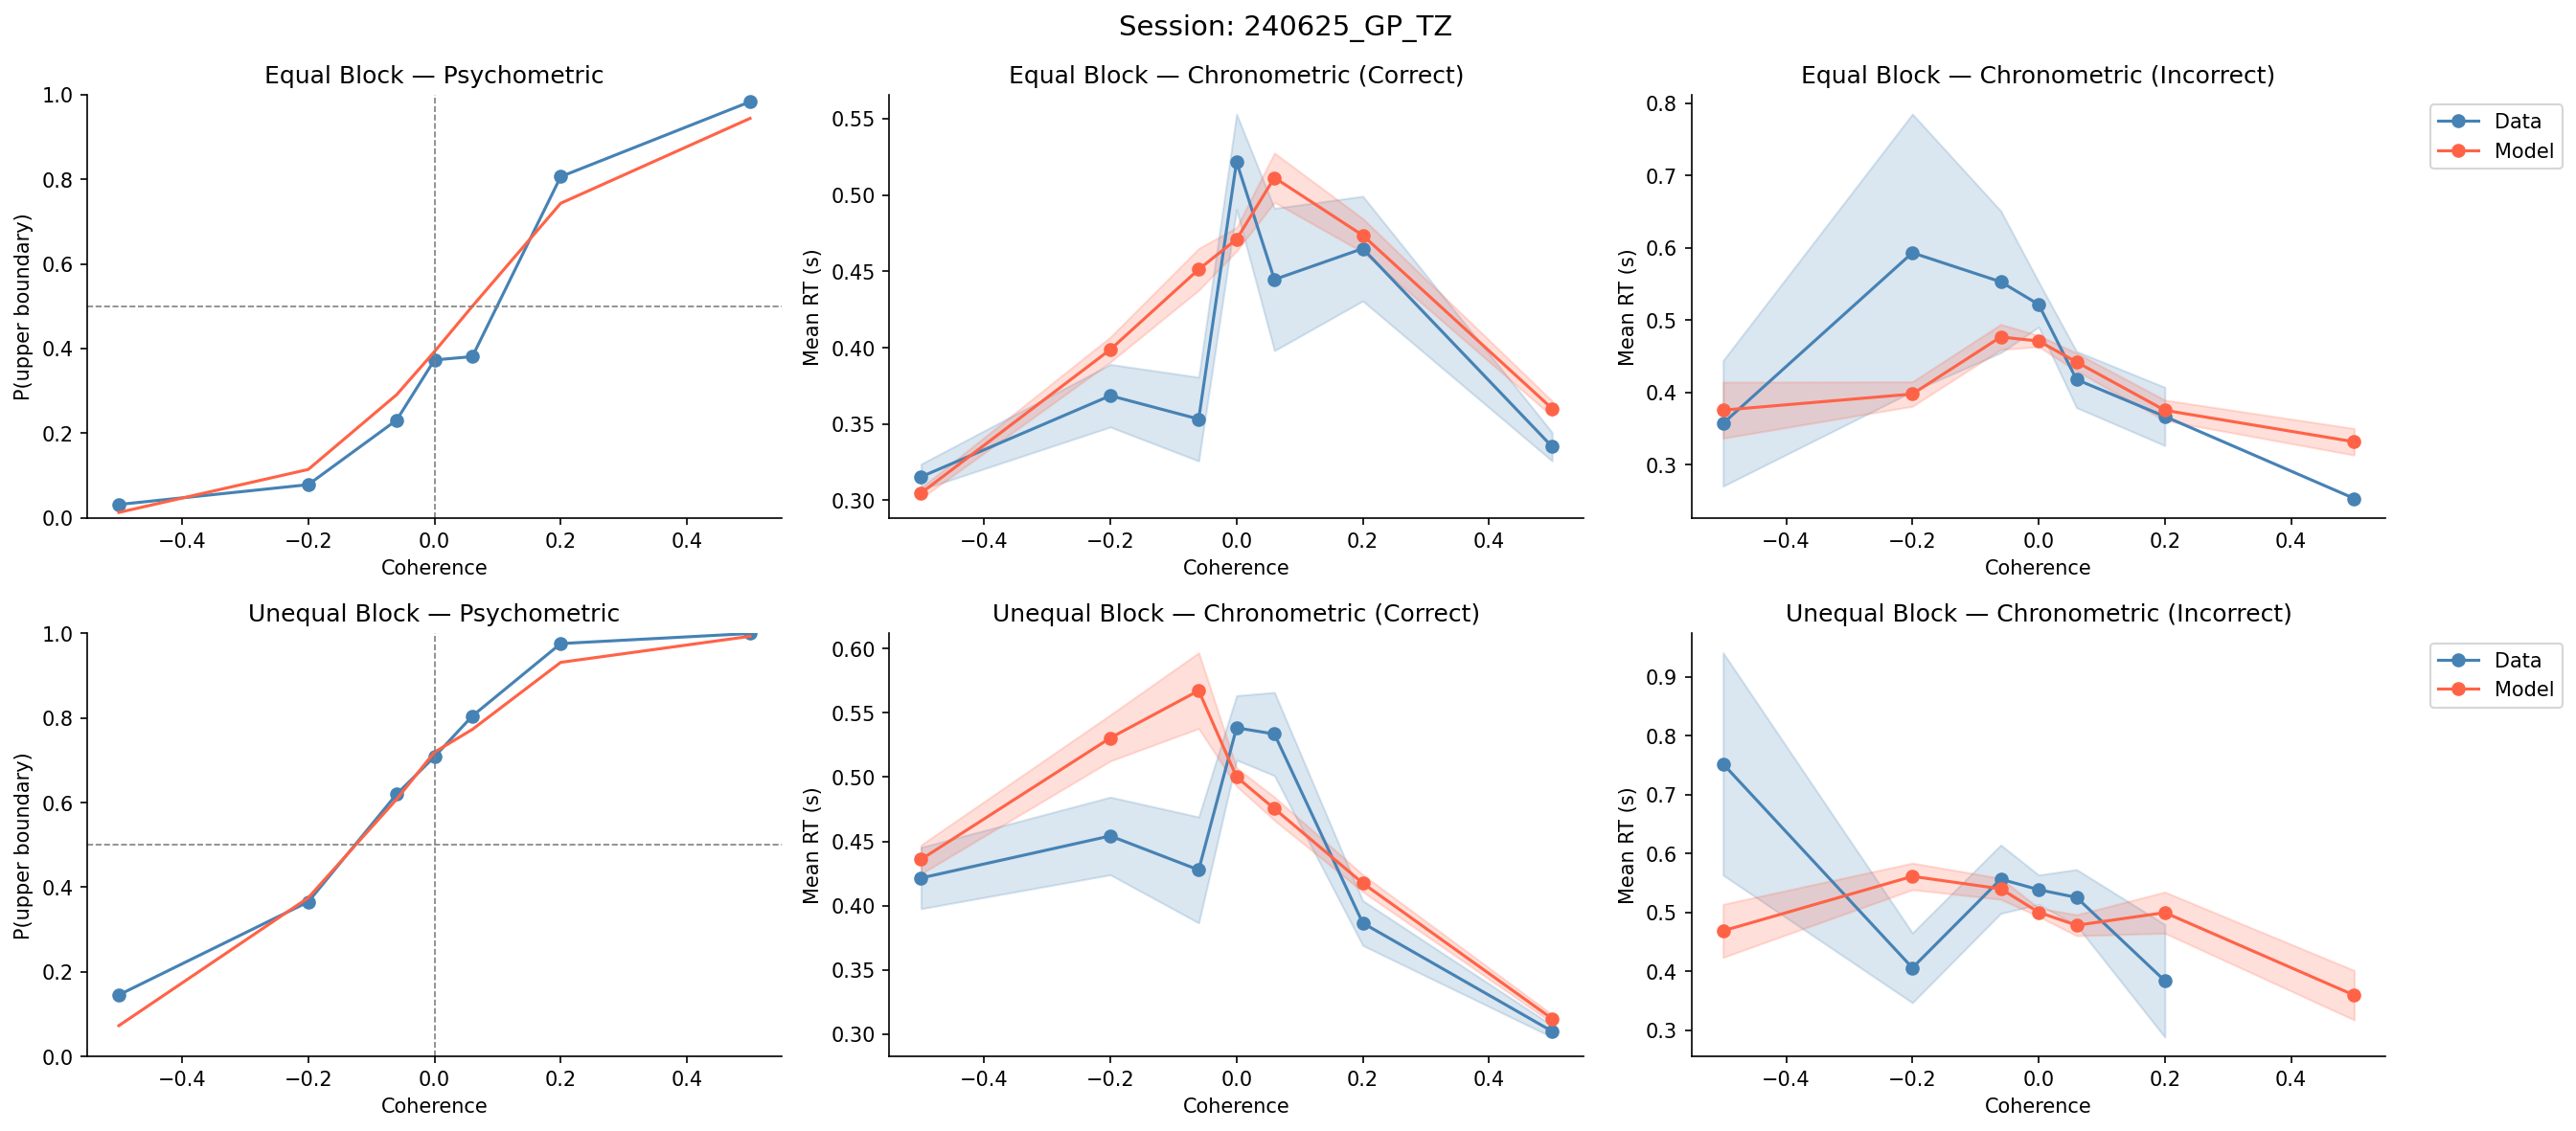 Session: 240625_GP_TZ
Equal Block — Psychometric
P(upper boundary)
1.0
0.8
0.6
0.4
0.2
0.0
−0.4 −0.2 0.0 0.2 0.4
Coherence
Equal Block — Chronometric (Correct)
Mean RT (s)
0.55
0.50
0.45
0.40
0.35
0.30
−0.4 −0.2 0.0 0.2 0.4
Coherence
Equal Block — Chronometric (Incorrect)
Mean RT (s)
0.8
0.7
0.6
0.5
0.4
0.3
−0.4 −0.2 0.0 0.2 0.4
Coherence
Data
Model
Unequal Block — Psychometric
P(upper boundary)
1.0
0.8
0.6
0.4
0.2
0.0
−0.4 −0.2 0.0 0.2 0.4
Coherence
Unequal Block — Chronometric (Correct)
Mean RT (s)
0.60
0.55
0.50
0.45
0.40
0.35
0.30
−0.4 −0.2 0.0 0.2 0.4
Coherence
Unequal Block — Chronometric (Incorrect)
Mean RT (s)
0.9
0.8
0.7
0.6
0.5
0.4
0.3
−0.4 −0.2 0.0 0.2 0.4
Coherence
Data
Model